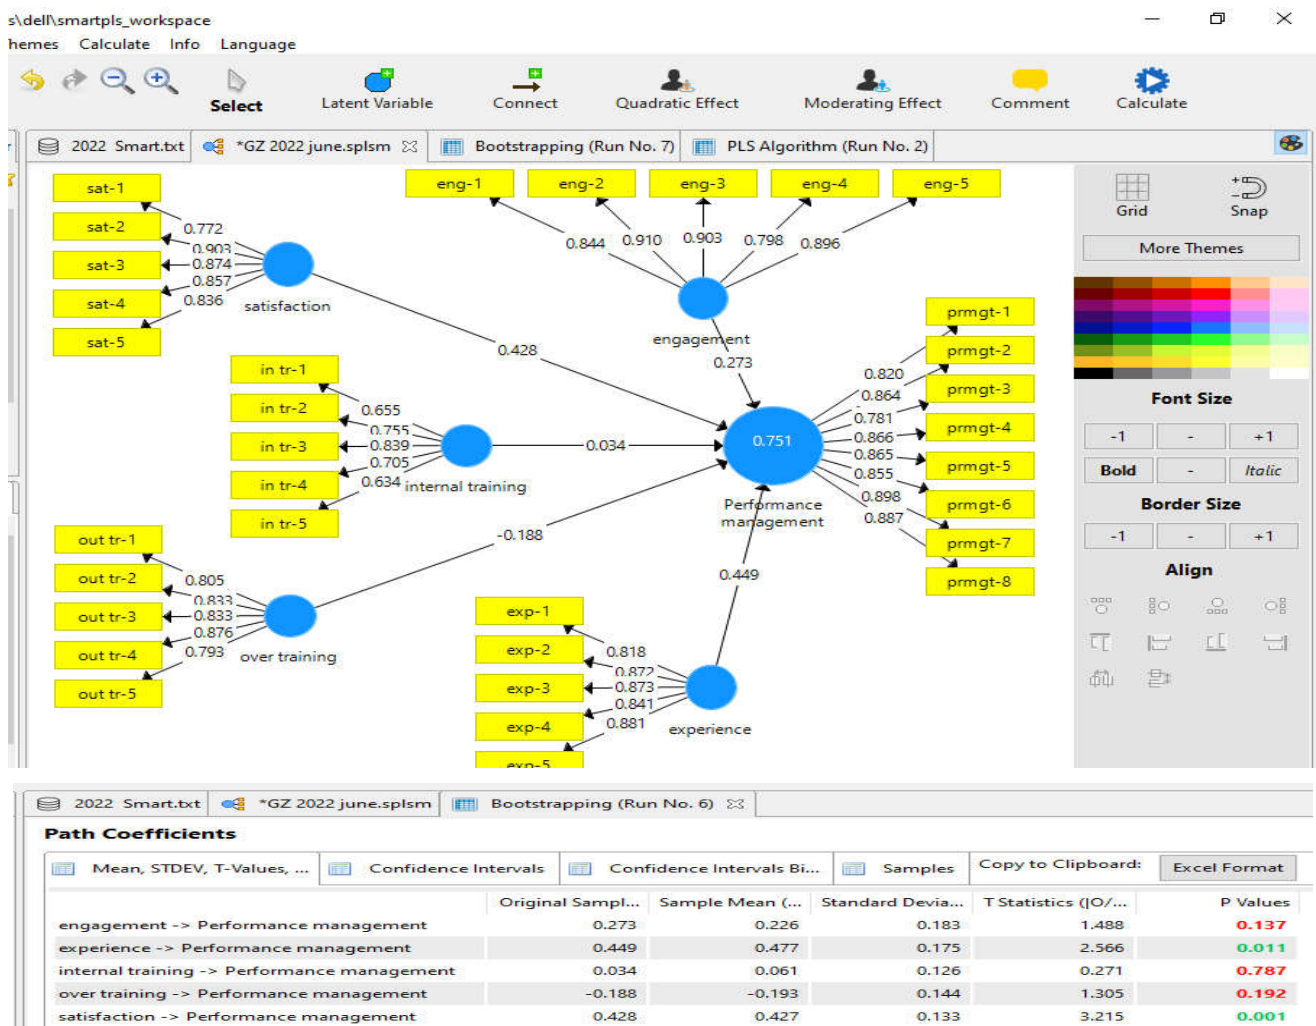 s\dell\smartpls_workspace
hemes Calculate Info Language
Select Latent Variable Connect Quadratic Effect Moderating Effect Comment Calculate
2022 Smart.txt *GZ 2022 june.splsm Bootstrapping (Run No. 7) PLS Algorithm (Run No. 2)
sat-1
sat-2
sat-3
sat-4
sat-5
0.772
0.903
0.874
0.857
0.836
satisfaction
0.428
eng-1 eng-2 eng-3 eng-4 eng-5
0.844 0.910 0.903 0.798 0.896
engagement
0.273
in tr-1
in tr-2
in tr-3
in tr-4
in tr-5
0.655
0.755
0.839
0.705
0.634
internal training
0.034
0.751
Performance
management
prmgt-1
prmgt-2
prmgt-3
prmgt-4
prmgt-5
prmgt-6
prmgt-7
prmgt-8
0.820
0.864
0.781
0.866
0.865
0.855
0.898
0.887
out tr-1
out tr-2
out tr-3
out tr-4
out tr-5
0.805
0.833
0.833
0.876
0.793
over training
-0.188
exp-1
exp-2
exp-3
exp-4
exp-5
0.818
0.872
0.873
0.841
0.881
experience
0.449
Grid Snap
More Themes
Font Size
-1 - +1
Bold - Italic
Border Size
-1 - +1
Align
2022 Smart.txt *GZ 2022 june.splsm Bootstrapping (Run No. 6)
Path Coefficients
Mean, STDEV, T-Values, ... Confidence Intervals Confidence Intervals Bi... Samples Copy to Clipboard: Excel Format
Original Sampl... Sample Mean (... Standard Devia... T Statistics (|O/... P Values
engagement -> Performance management 0.273 0.226 0.183 1.488 0.137
experience -> Performance management 0.449 0.477 0.175 2.566 0.011
internal training -> Performance management 0.034 0.061 0.126 0.271 0.787
over training -> Performance management -0.188 -0.193 0.144 1.305 0.192
satisfaction -> Performance management 0.428 0.427 0.133 3.215 0.001